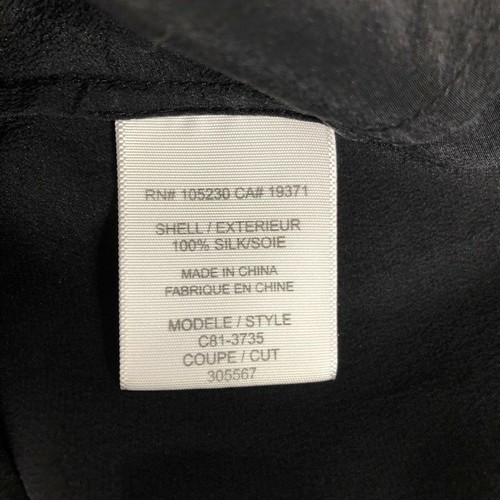 RN# 105230 CA# 19371
SHELL / EXTERIEUR
100% SILK/SOIE
MADE IN CHINA
FABRIQUE EN CHINE
MODELE / STYLE
C81-3735
COUPE / CUT
305567